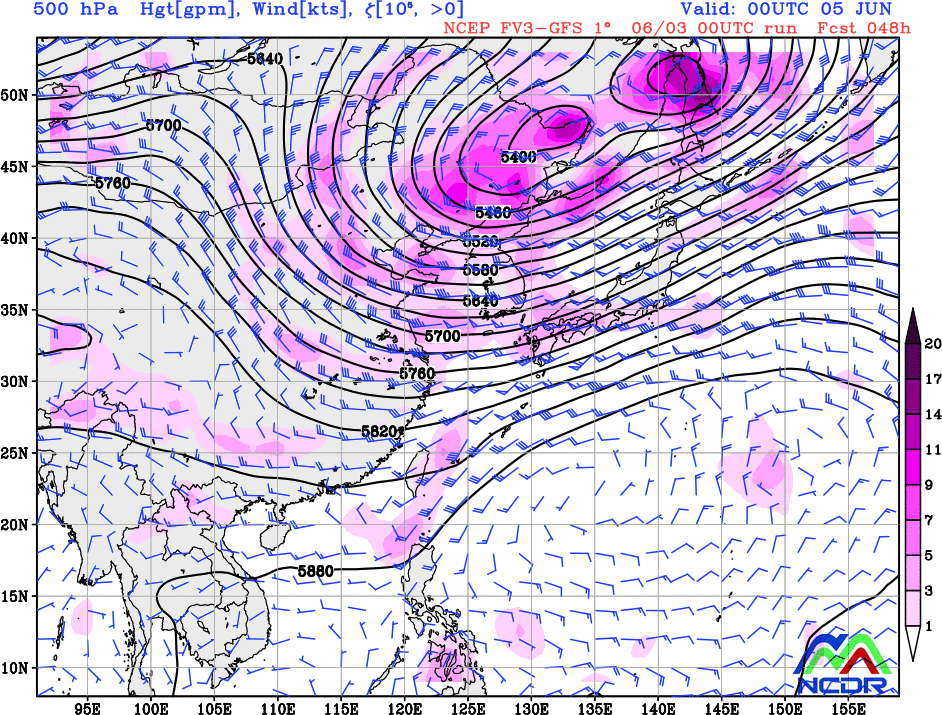 500 hPa Hgt[gpm], Wind[kts], ζ[10⁶, >0] Valid: 00UTC 05 JUN
NCEP FV3-GFS 1° 06/03 00UTC run Fcst 048h
5640
50N
5700
5400
45N
5760
5460
40N
5520
5580
35N
5640
5700
5760
30N
5820
25N
20N
5880
15N
10N
95E 100E 105E 110E 115E 120E 125E 130E 135E 140E 145E 150E 155E
20
17
14
11
9
7
5
3
1
NCDR